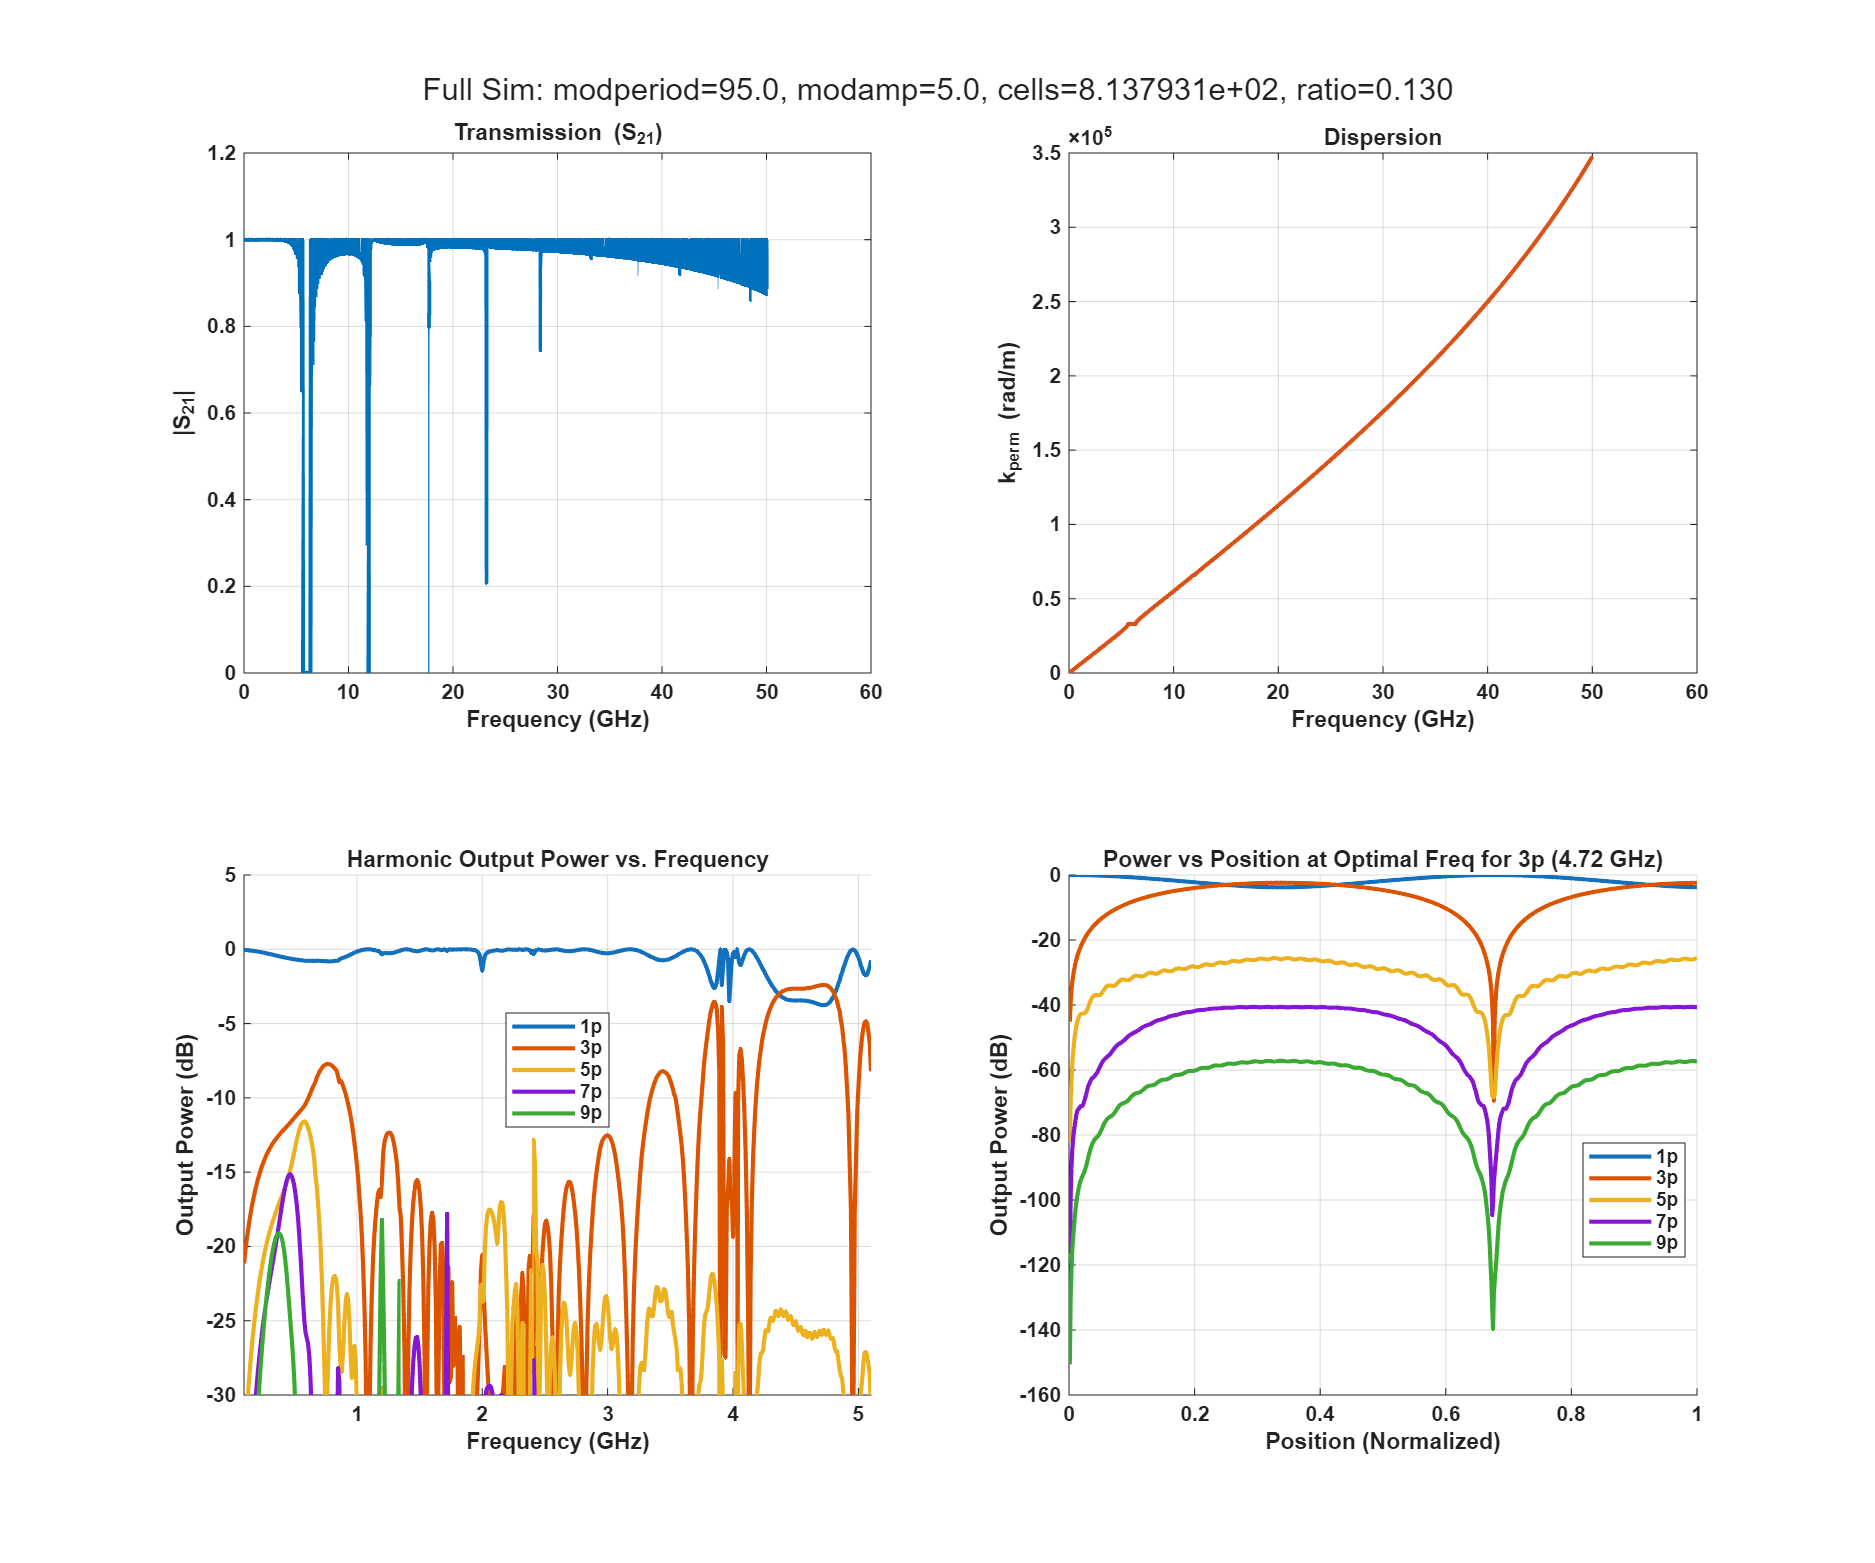 Full Sim: modperiod=95.0, modamp=5.0, cells=8.137931e+02, ratio=0.130
Transmission (S21)
1.2
1
0.8
0.6
0.4
0.2
0
0 10 20 30 40 50 60
|S21|
Frequency (GHz)
×10^5
Dispersion
3.5
3
2.5
2
1.5
1
0.5
0
0 10 20 30 40 50 60
kperm (rad/m)
Frequency (GHz)
Harmonic Output Power vs. Frequency
5
0
-5
-10
-15
-20
-25
-30
1 2 3 4 5
Output Power (dB)
Frequency (GHz)
1p
3p
5p
7p
9p
Power vs Position at Optimal Freq for 3p (4.72 GHz)
0
-20
-40
-60
-80
-100
-120
-140
-160
0 0.2 0.4 0.6 0.8 1
Output Power (dB)
Position (Normalized)
1p
3p
5p
7p
9p